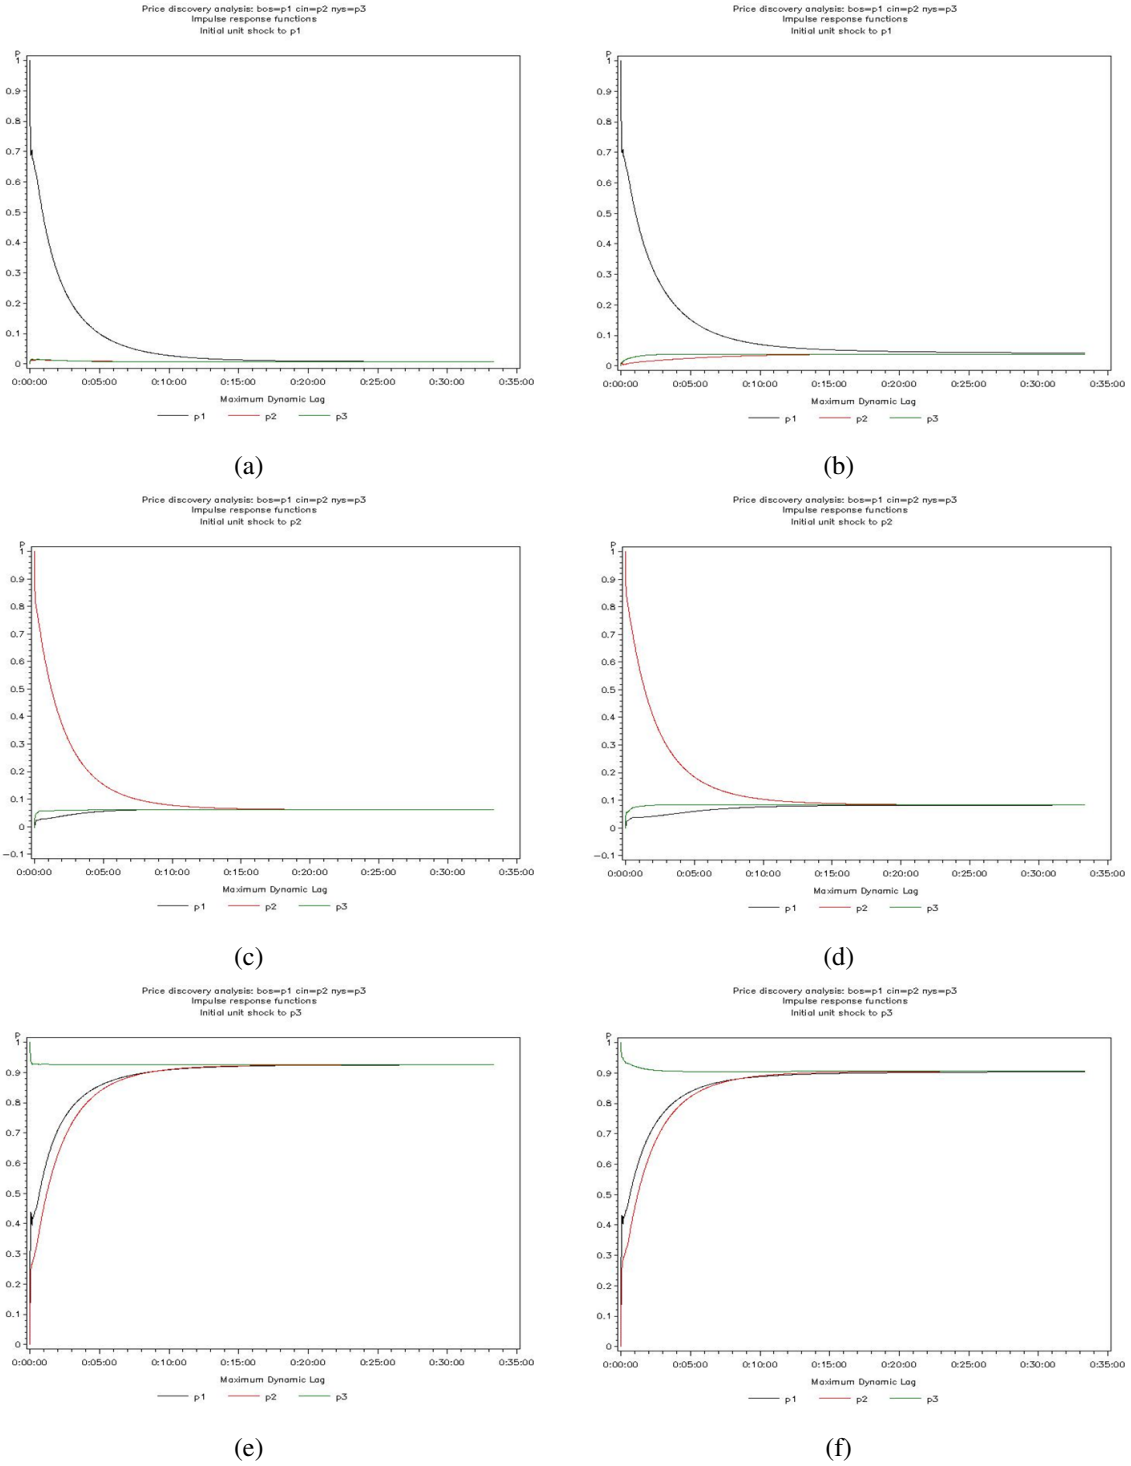 Price discovery analysis: bos=p1 cin=p2 nys=p3
Impulse response functions
Initial unit shock to p1
P
1
0.9
0.8
0.7
0.6
0.5
0.4
0.3
0.2
0.1
0
0:00:00 0:05:00 0:10:00 0:15:00 0:20:00 0:25:00 0:30:00 0:35:00
Maximum Dynamic Lag
p1 p2 p3
(a)
Price discovery analysis: bos=p1 cin=p2 nys=p3
Impulse response functions
Initial unit shock to p1
P
1
0.9
0.8
0.7
0.6
0.5
0.4
0.3
0.2
0.1
0
0:00:00 0:05:00 0:10:00 0:15:00 0:20:00 0:25:00 0:30:00 0:35:00
Maximum Dynamic Lag
p1 p2 p3
(b)
Price discovery analysis: bos=p1 cin=p2 nys=p3
Impulse response functions
Initial unit shock to p2
P
1
0.9
0.8
0.7
0.6
0.5
0.4
0.3
0.2
0.1
0
-0.1
0:00:00 0:05:00 0:10:00 0:15:00 0:20:00 0:25:00 0:30:00 0:35:00
Maximum Dynamic Lag
p1 p2 p3
(c)
Price discovery analysis: bos=p1 cin=p2 nys=p3
Impulse response functions
Initial unit shock to p2
P
1
0.9
0.8
0.7
0.6
0.5
0.4
0.3
0.2
0.1
0
-0.1
0:00:00 0:05:00 0:10:00 0:15:00 0:20:00 0:25:00 0:30:00 0:35:00
Maximum Dynamic Lag
p1 p2 p3
(d)
Price discovery analysis: bos=p1 cin=p2 nys=p3
Impulse response functions
Initial unit shock to p3
P
1
0.9
0.8
0.7
0.6
0.5
0.4
0.3
0.2
0.1
0
0:00:00 0:05:00 0:10:00 0:15:00 0:20:00 0:25:00 0:30:00 0:35:00
Maximum Dynamic Lag
p1 p2 p3
(e)
Price discovery analysis: bos=p1 cin=p2 nys=p3
Impulse response functions
Initial unit shock to p3
P
1
0.9
0.8
0.7
0.6
0.5
0.4
0.3
0.2
0.1
0
0:00:00 0:05:00 0:10:00 0:15:00 0:20:00 0:25:00 0:30:00 0:35:00
Maximum Dynamic Lag
p1 p2 p3
(f)